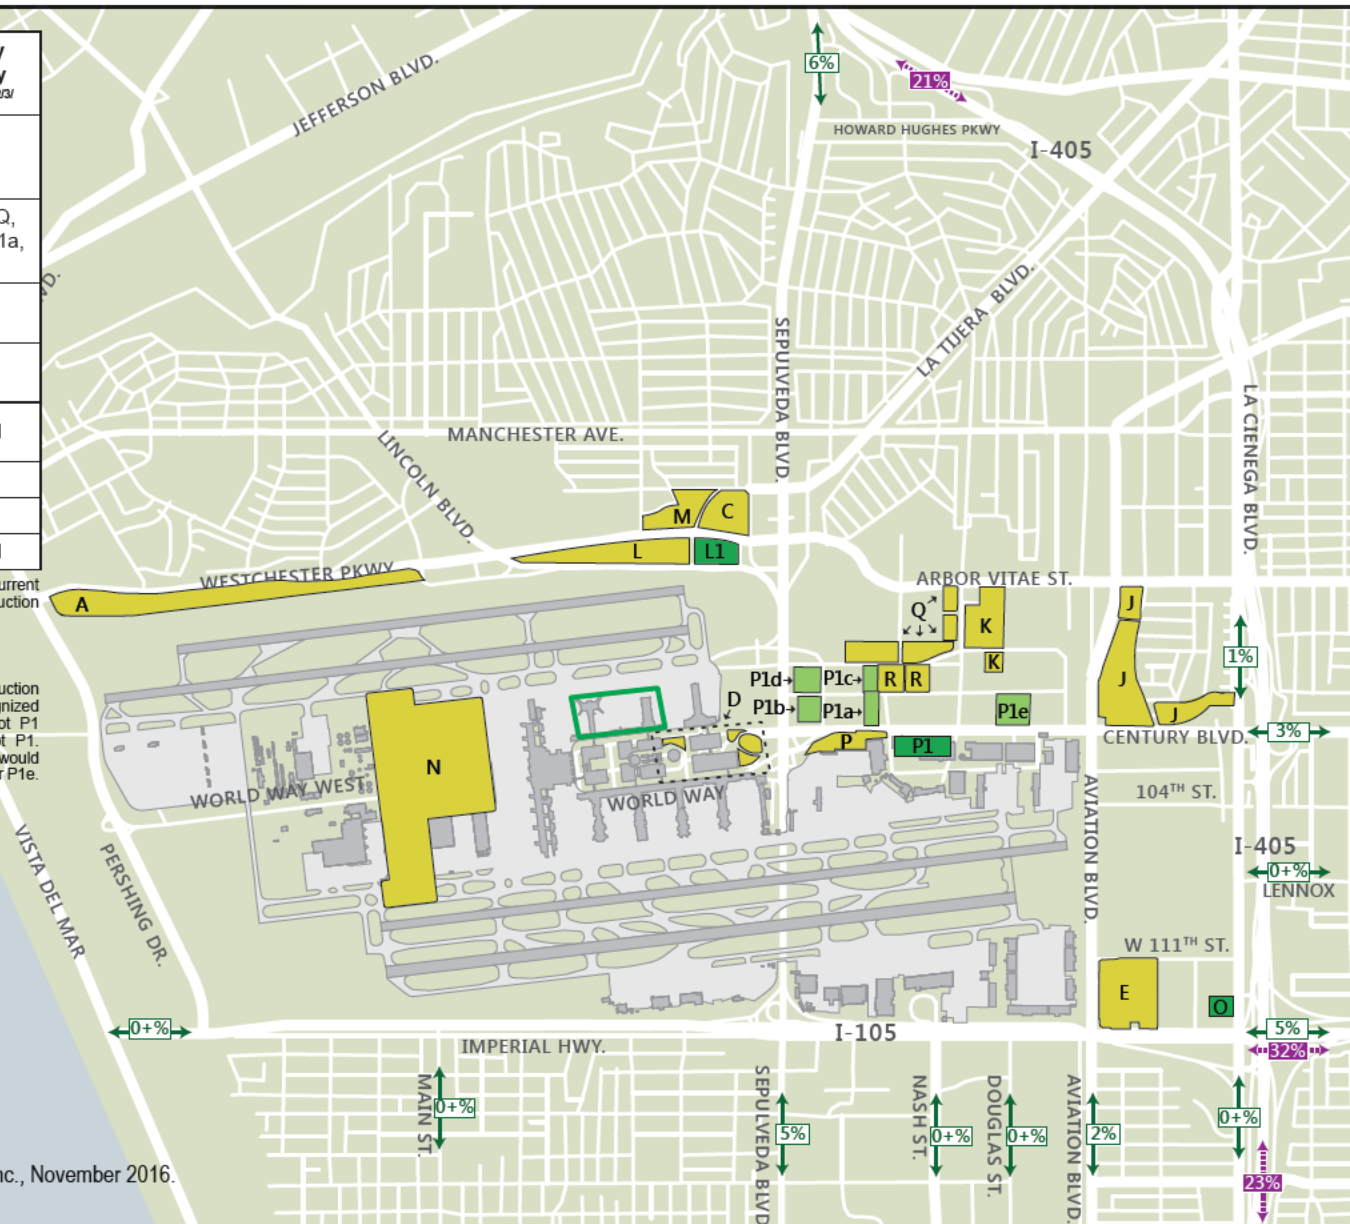 6%
21%
JEFFERSON BLVD.
HOWARD HUGHES PKWY
I-405
Q,
1a,
VD.
LA TIJERA BLVD.
SEPULVEDA BLVD.
LA CIENEGA BLVD.
MANCHESTER AVE.
LINCOLN BLVD.
M
C
L
L1
WESTCHESTER PKWY
A
ARBOR VITAE ST.
urrent
uction
Q
K
J
K
1%
P1d
P1c
R
R
J
D
uction
gnized
ot P1
t P1.
would
r P1e.
P1b
P1a
P1e
J
CENTURY BLVD.
3%
P
P1
N
WORLD WAY WEST
WORLD WAY
104TH ST.
AVIATION BLVD.
I-405
0+%
LENNOX
VISTA DEL MAR
PERSHING DR.
W 111TH ST.
E
O
0+%
I-105
5%
32%
IMPERIAL HWY.
MAIN ST.
0+%
SEPULVEDA BLVD
5%
NASH ST.
0+%
DOUGLAS ST.
0+%
AVIATION BLVD.
2%
0+%
23%
nc., November 2016.